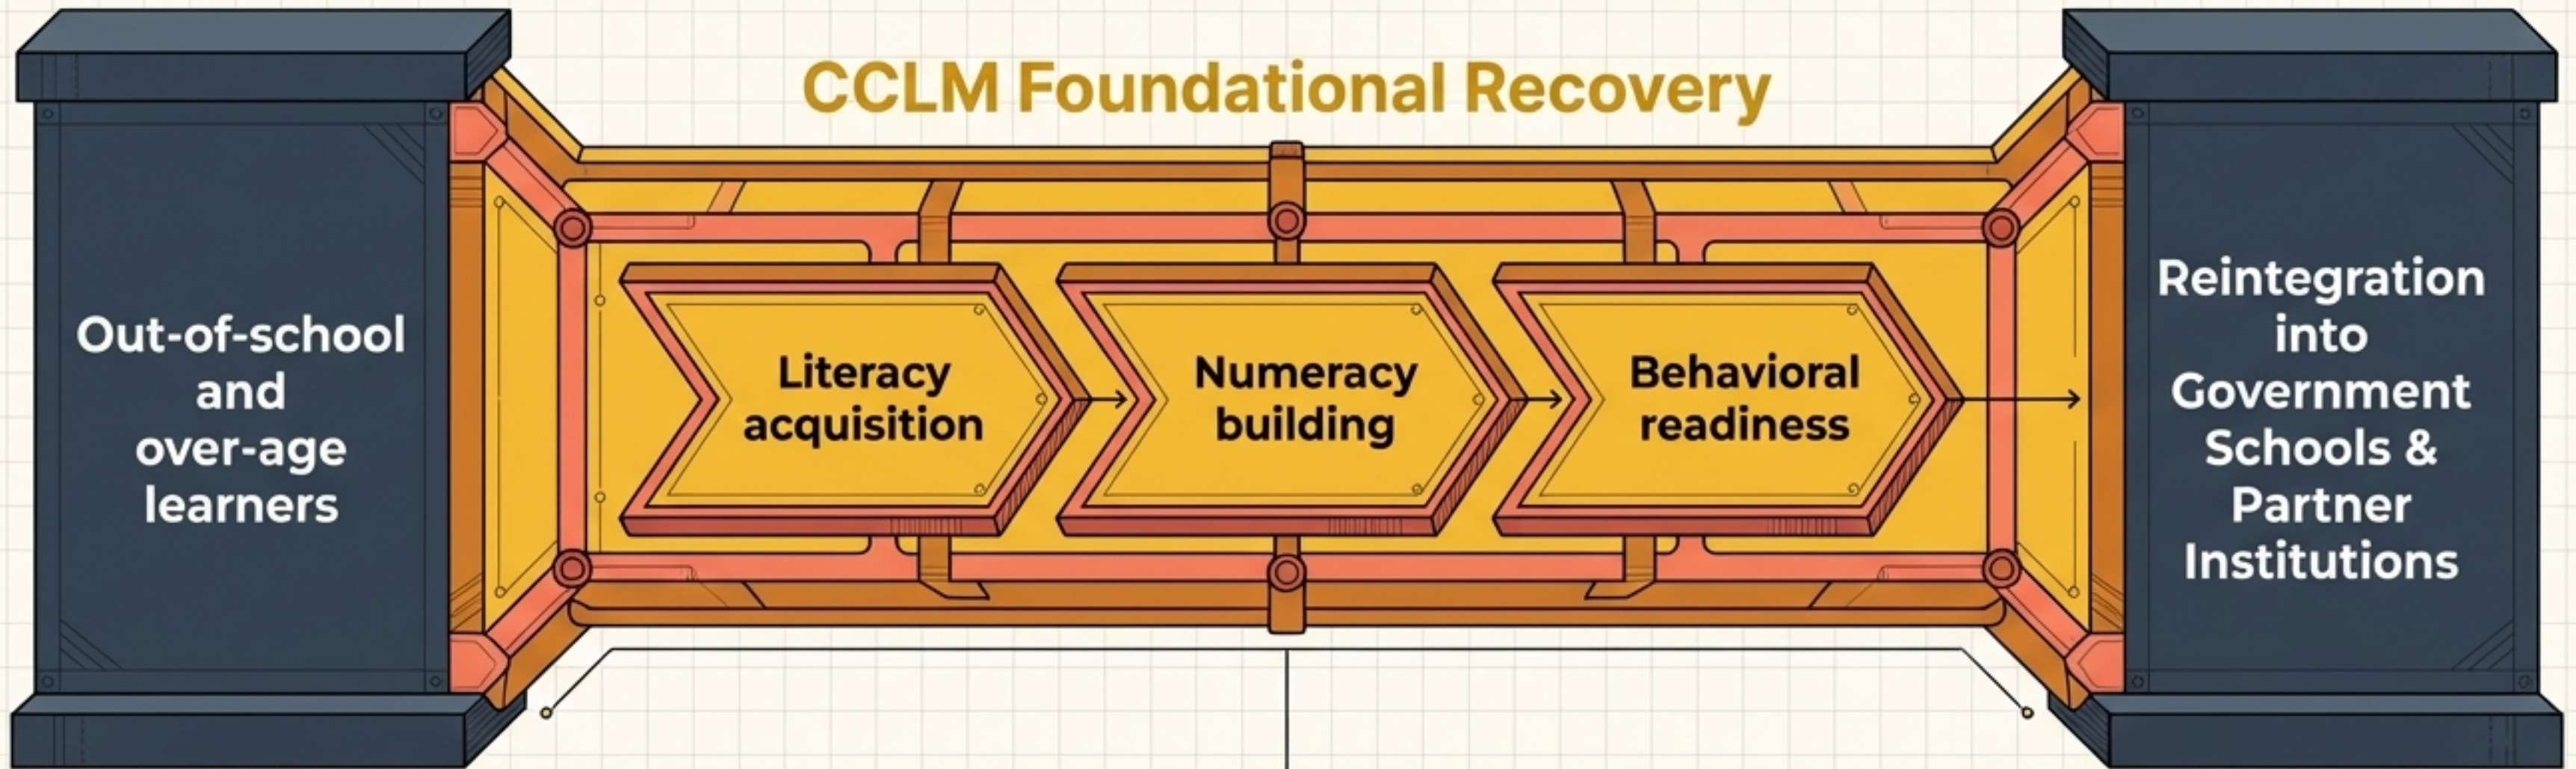 CCLM Foundational Recovery
Out-of-school
and
over-age
learners
Literacy
acquisition
Numeracy
building
Behavioral
readiness
Reintegration
into
Government
Schools &
Partner
Institutions